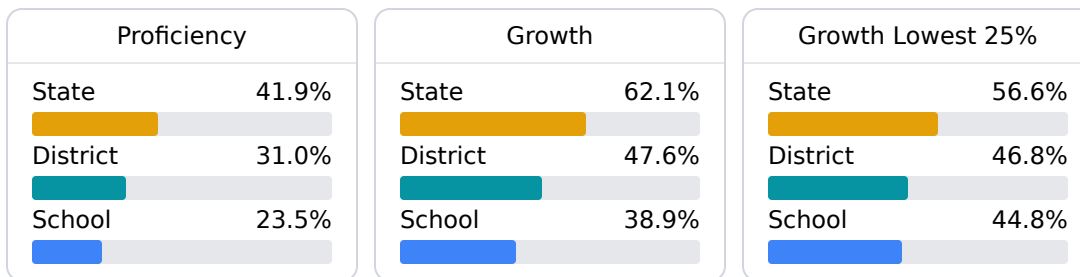 Proficiency
State 41.9%
District 31.0%
School 23.5%
Growth
State 62.1%
District 47.6%
School 38.9%
Growth Lowest 25%
State 56.6%
District 46.8%
School 44.8%